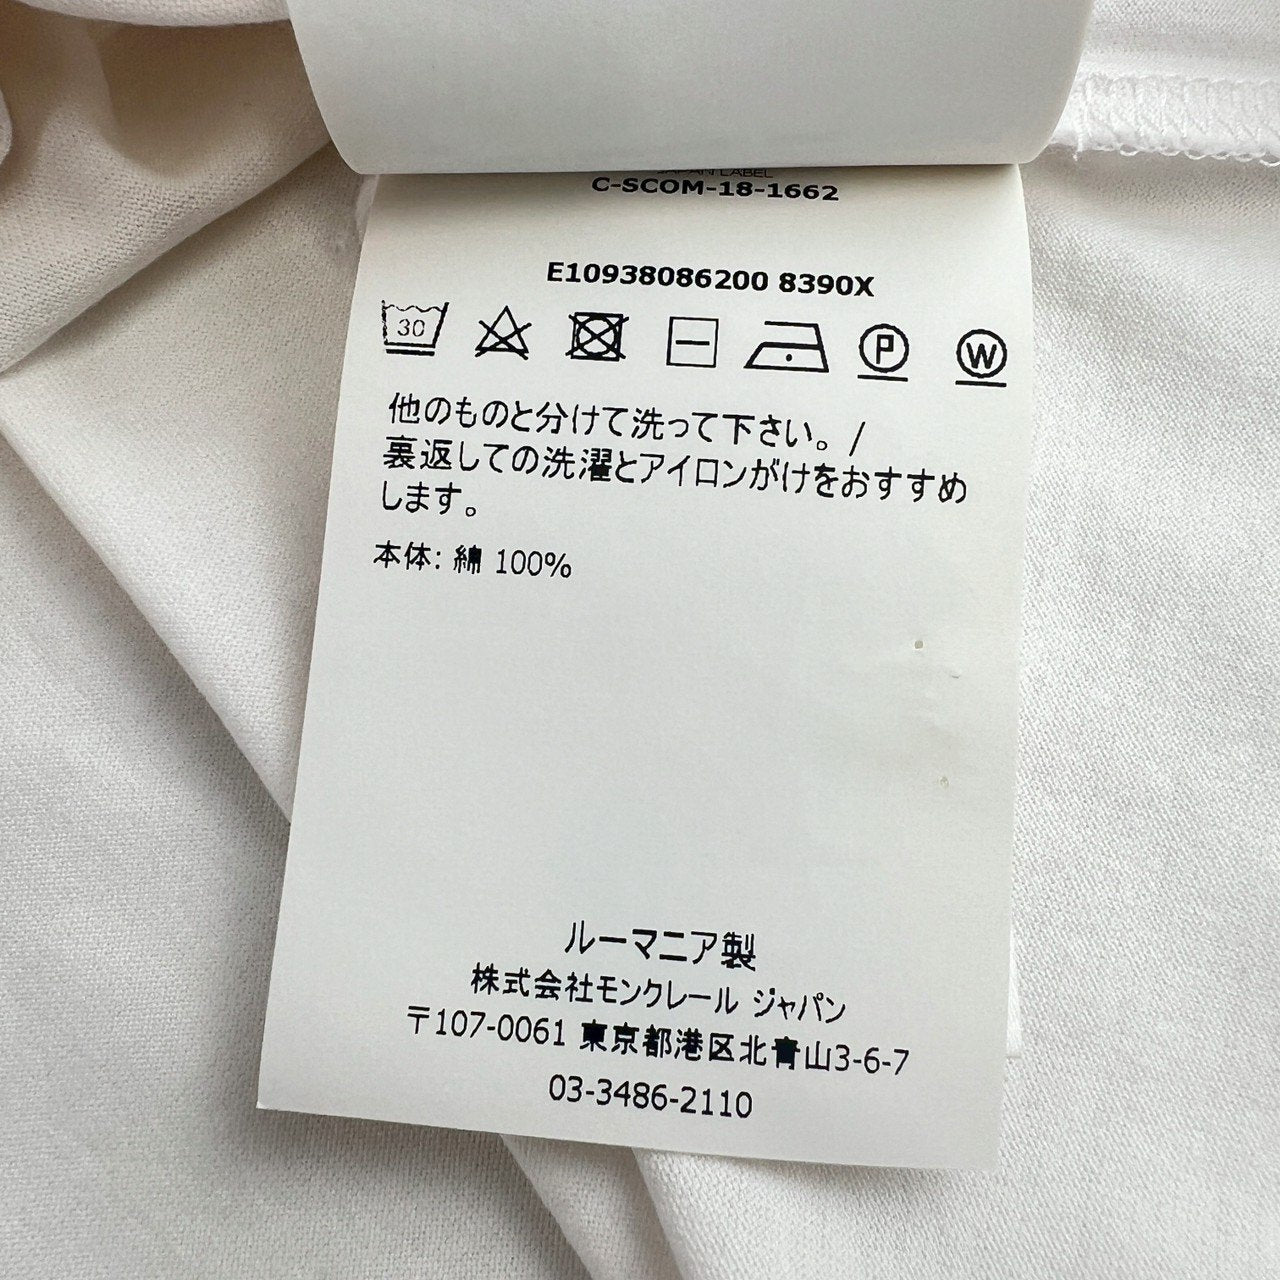 JAPAN LABEL
C-SCOM-18-1662
E10938086200 8390X
30
P
W
他のものと分けて洗って下さい。/
裏返しての洗濯とアイロンがけをおすすめ
します。
本体: 綿 100%
ルーマニア製
株式会社モンクレール ジャパン
〒107-0061 東京都港区北青山3-6-7
03-3486-2110